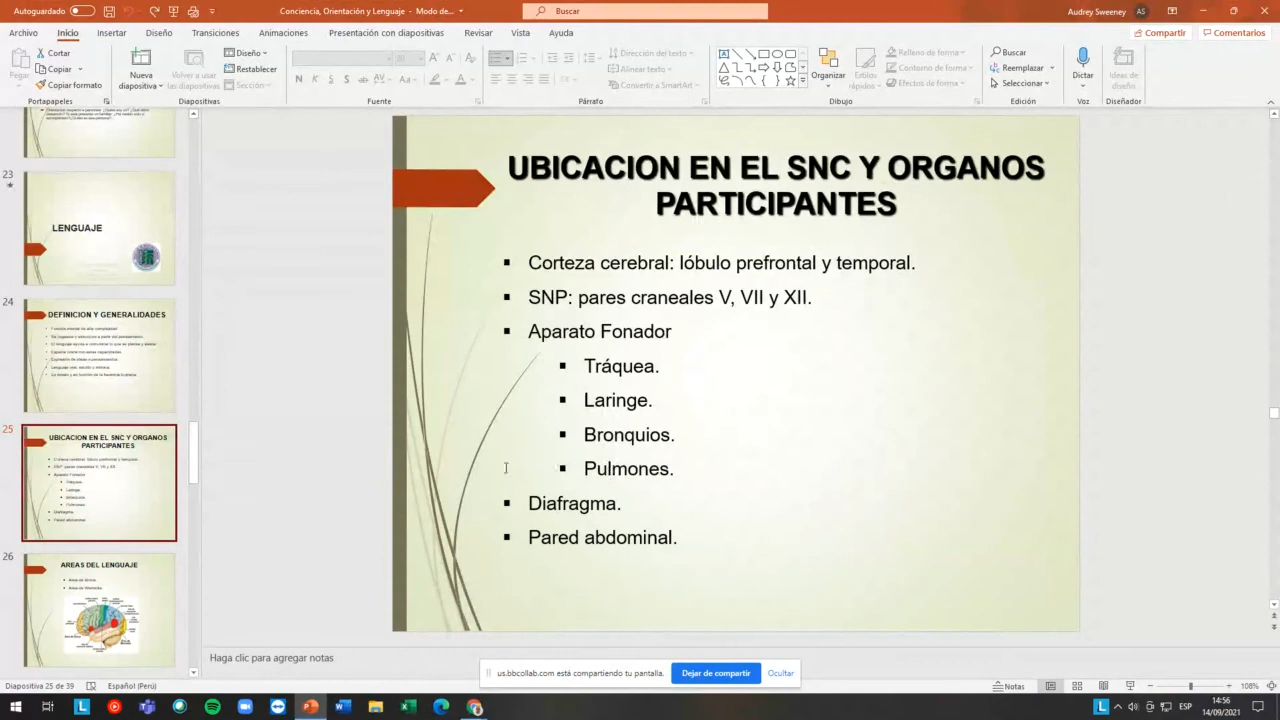 Autoguardado
Conciencia, Orientación y Lenguaje - Modo de...
Buscar
Audrey Sweeney
AS
Archivo
Inicio
Insertar
Diseño
Transiciones
Animaciones
Presentación con diapositivas
Revisar
Vista
Ayuda
Compartir
Comentarios
Pegar
Cortar
Copiar
Copiar formato
Portapapeles
Nueva diapositiva
Volver a usar las diapositivas
Diseño
Restablecer
Sección
Diapositivas
Fuente
Dirección del texto
Alinear texto
Convertir a SmartArt
Párrafo
Organizar
Estilos rápidos
Relleno de forma
Contorno de forma
Efectos de forma
Dibujo
Buscar
Reemplazar
Seleccionar
Edición
Dictar
Voz
Ideas de diseño
Diseñador
23
LENGUAJE
24
DEFINICION Y GENERALIDADES
25
UBICACION EN EL SNC Y ORGANOS
PARTICIPANTES
26
AREAS DEL LENGUAJE
UBICACION EN EL SNC Y ORGANOS
PARTICIPANTES
Corteza cerebral: lóbulo prefrontal y temporal.
SNP: pares craneales V, VII y XII.
Aparato Fonador
Tráquea.
Laringe.
Bronquios.
Pulmones.
Diafragma.
Pared abdominal.
Haga clic para agregar notas
us.bbcollab.com está compartiendo tu pantalla.
Dejar de compartir
Ocultar
Diapositiva 25 de 39
Español (Perú)
Notas
108%
ESP
14:56
14/09/2021